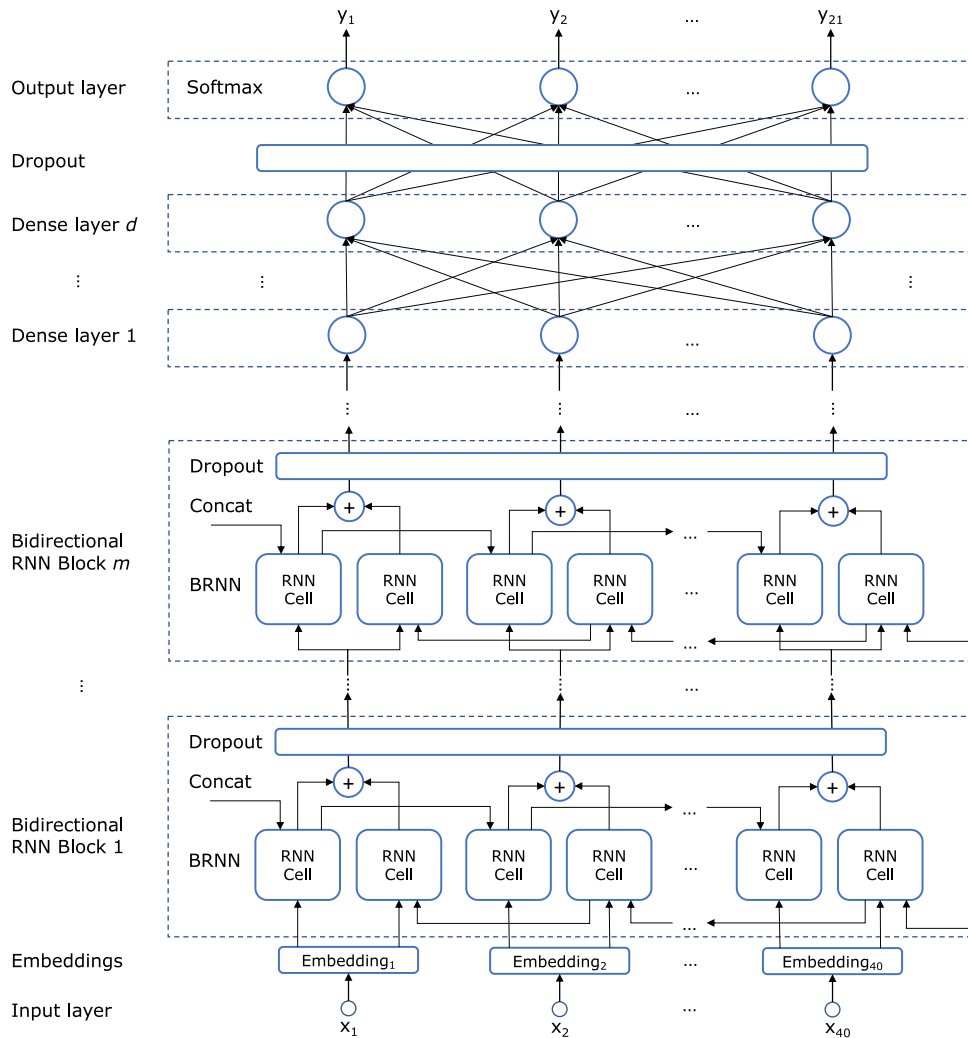 y1 y2 ... y21
Output layer Softmax ...
Dropout
Dense layer d ...
⋮ ⋮ ⋮
Dense layer 1 ...
⋮ ⋮ ... ⋮
Dropout
Concat
...
Bidirectional
RNN Block m
BRNN
RNN Cell RNN Cell RNN Cell RNN Cell ... RNN Cell RNN Cell
...
⋮ ⋮ ⋮ ... ⋮
Dropout
Concat
...
Bidirectional
RNN Block 1
BRNN
RNN Cell RNN Cell RNN Cell RNN Cell ... RNN Cell RNN Cell
...
Embeddings Embedding1 Embedding2 ... Embedding40
Input layer
x1 x2 ... x40